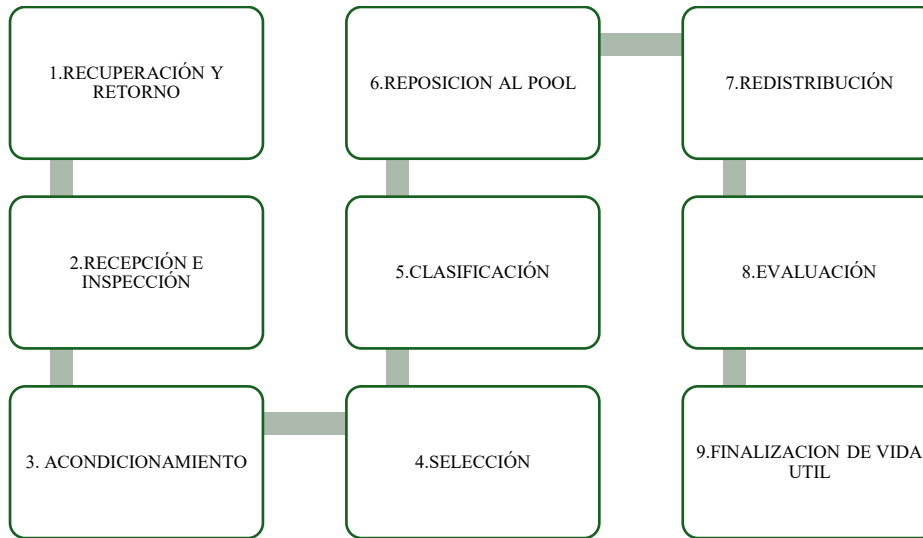 1.RECUPERACIÓN Y
RETORNO
2.RECEPCIÓN E
INSPECCIÓN
3. ACONDICIONAMIENTO
4.SELECCIÓN
5.CLASIFICACIÓN
6.REPOSICION AL POOL
7.REDISTRIBUCIÓN
8.EVALUACIÓN
9.FINALIZACION DE VIDA
UTIL